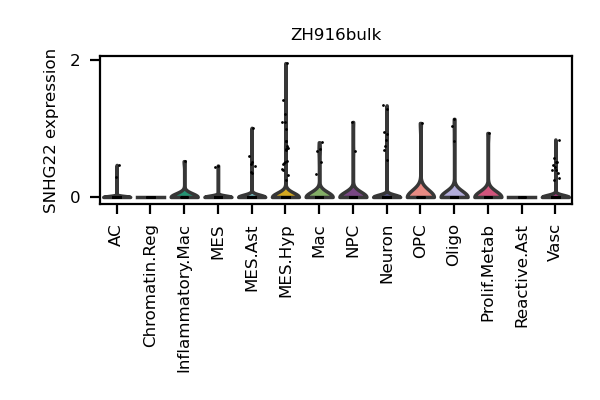 ZH916bulk
SNHG22 expression
2
0
AC
Chromatin.Reg
Inflammatory.Mac
MES
MES.Ast
MES.Hyp
Mac
NPC
Neuron
OPC
Oligo
Prolif.Metab
Reactive.Ast
Vasc